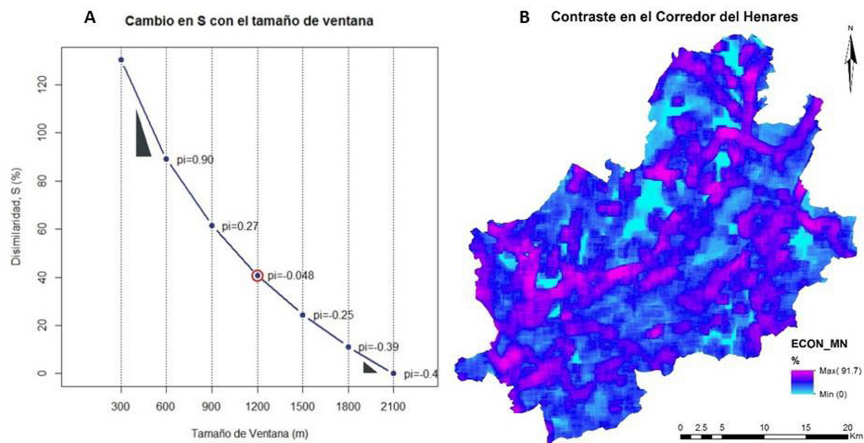 A
Cambio en S con el tamaño de ventana
Disimilaridad, S (%)
120
100
80
60
40
20
0
pi=0.90
pi=0.27
pi=-0.048
pi=-0.25
pi=-0.39
pi=-0.4
300 600 900 1200 1500 1800 2100
Tamaño de Ventana (m)
B
Contraste en el Corredor del Henares
N
ECON_MN
%
Max( 91.7)
Min (0)
0 2.5 5 10 15 20
Km